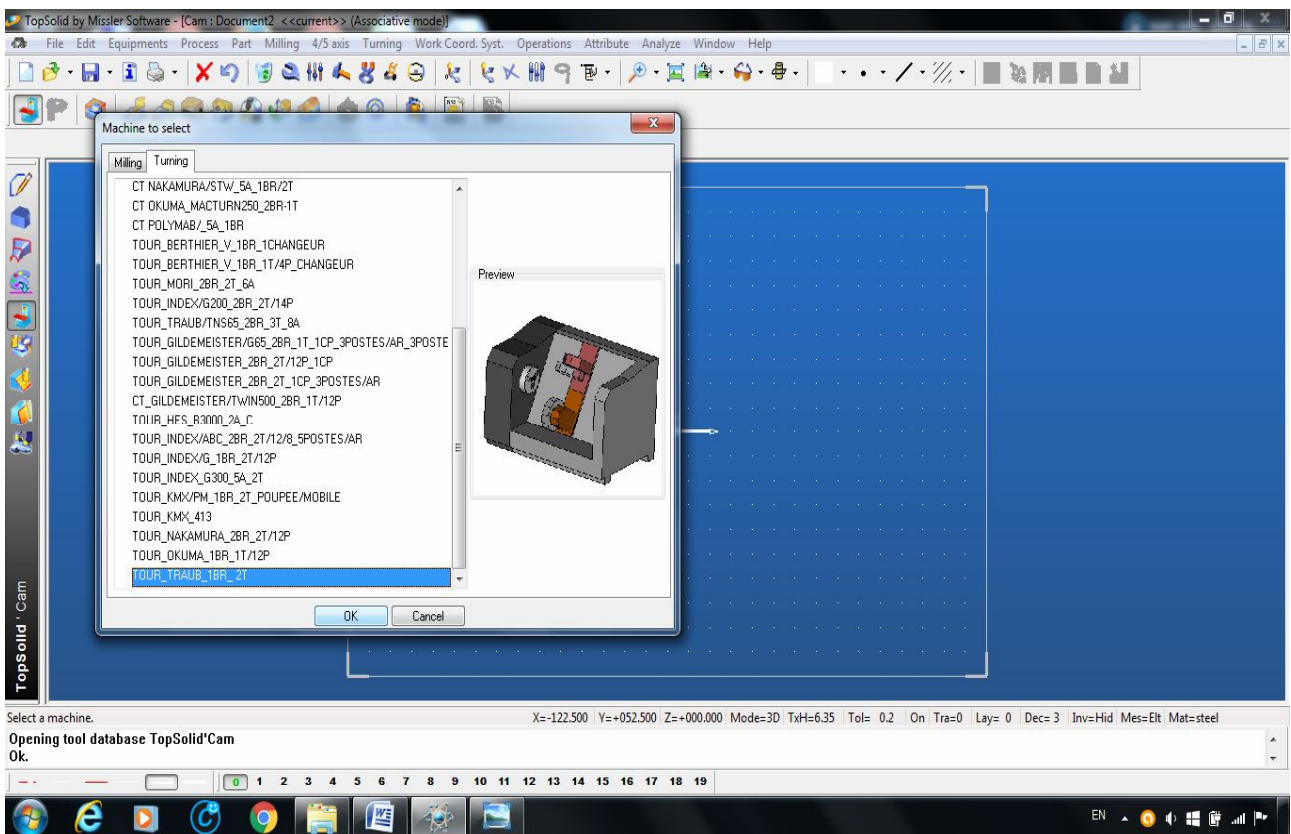 TopSolid by Missler Software - [Cam : Document2 <<current>> (Associative mode)]
File Edit Equipments Process Part Milling 4/5 axis Turning Work Coord. Syst. Operations Attribute Analyze Window Help
Machine to select
Milling Turning
CT NAKAMURA/STW_5A_1BR/2T
CT OKUMA_MACTURN250_2BR-1T
CT POLYMAB/_5A_1BR
TOUR_BERTHIER_V_1BR_1CHANGEUR
TOUR_BERTHIER_V_1BR_1T/4P_CHANGEUR
TOUR_MORI_2BR_2T_6A
TOUR_INDEX/G200_2BR_2T/14P
TOUR_TRAUB/TNS65_2BR_3T_8A
TOUR_GILDEMEISTER/G65_2BR_1T_1CP_3POSTES/AR_3POSTE
TOUR_GILDEMEISTER_2BR_2T/12P_1CP
TOUR_GILDEMEISTER_2BR_2T_1CP_3POSTES/AR
CT_GILDEMEISTER/TWIN500_2BR_1T/12P
TOUR_HES_B3000_2A_C
TOUR_INDEX/ABC_2BR_2T/12/8_5POSTES/AR
TOUR_INDEX/G_1BR_2T/12P
TOUR_INDEX_G300_5A_2T
TOUR_KMX/PM_1BR_2T_POUPEE/MOBILE
TOUR_KMX_413
TOUR_NAKAMURA_2BR_2T/12P
TOUR_OKUMA_1BR_1T/12P
TOUR_TRAUB_1BR_ 2T
Preview
OK Cancel
TopSolid ' Cam
Select a machine. X=-122.500 Y=+052.500 Z=+000.000 Mode=3D TxH=6.35 Tol= 0.2 On Tra=0 Lay= 0 Dec= 3 Inv=Hid Mes=Elt Mat=steel
Opening tool database TopSolid'Cam
Ok.
0 1 2 3 4 5 6 7 8 9 10 11 12 13 14 15 16 17 18 19
EN